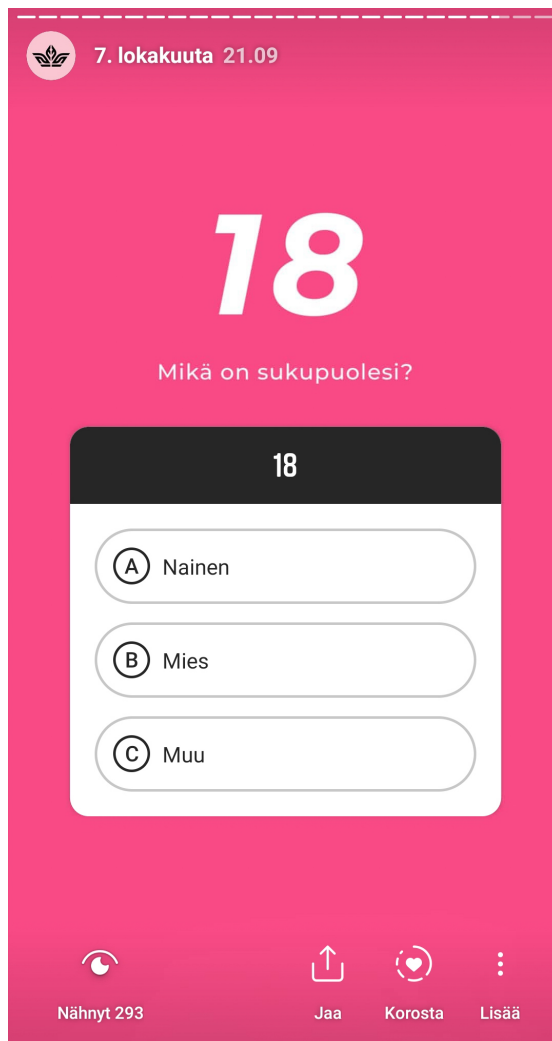 7. lokakuuta 21.09
18
Mikä on sukupuolesi?
18
A Nainen
B Mies
C Muu
Nähnyt 293 Jaa Korosta Lisää